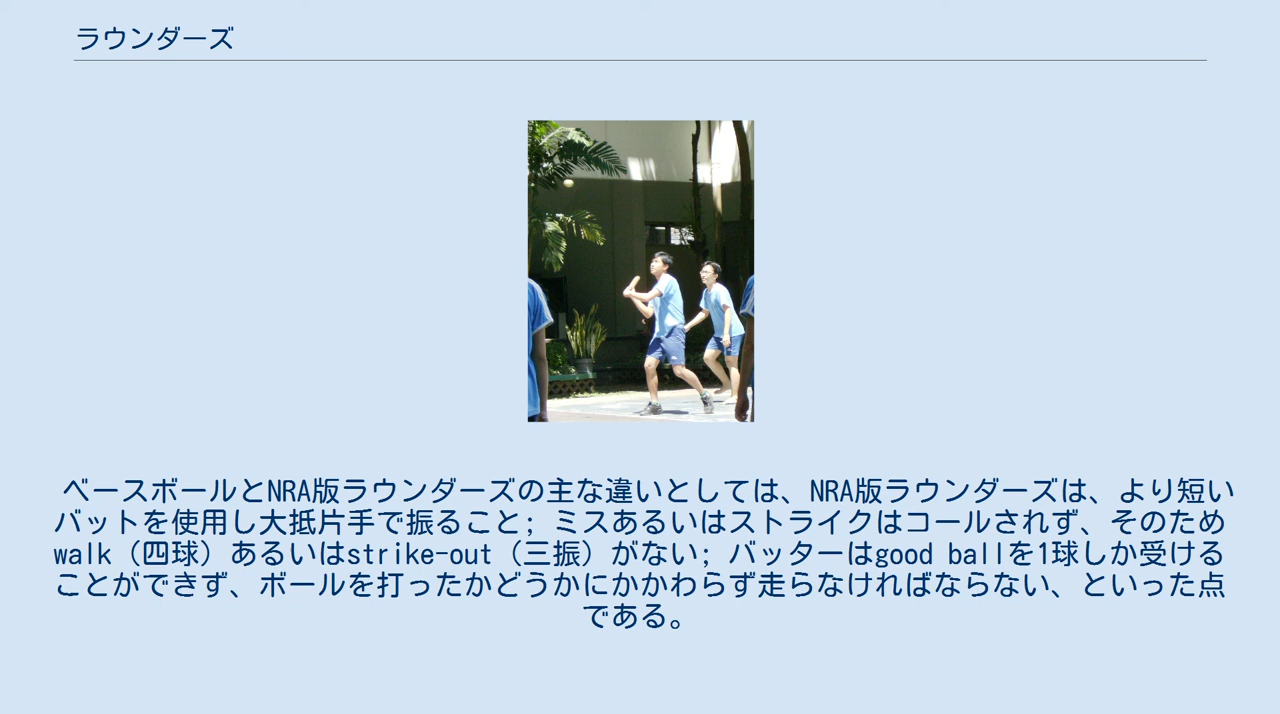 ラウンダーズ
ベースボールとNRA版ラウンダーズの主な違いとしては、NRA版ラウンダーズは、より短い
バットを使用し大抵片手で振ること; ミスあるいはストライクはコールされず、そのため
walk（四球）あるいはstrike-out（三振）がない; バッターはgood ballを1球しか受ける
ことができず、ボールを打ったかどうかにかかわらず走らなければならない、といった点
である。